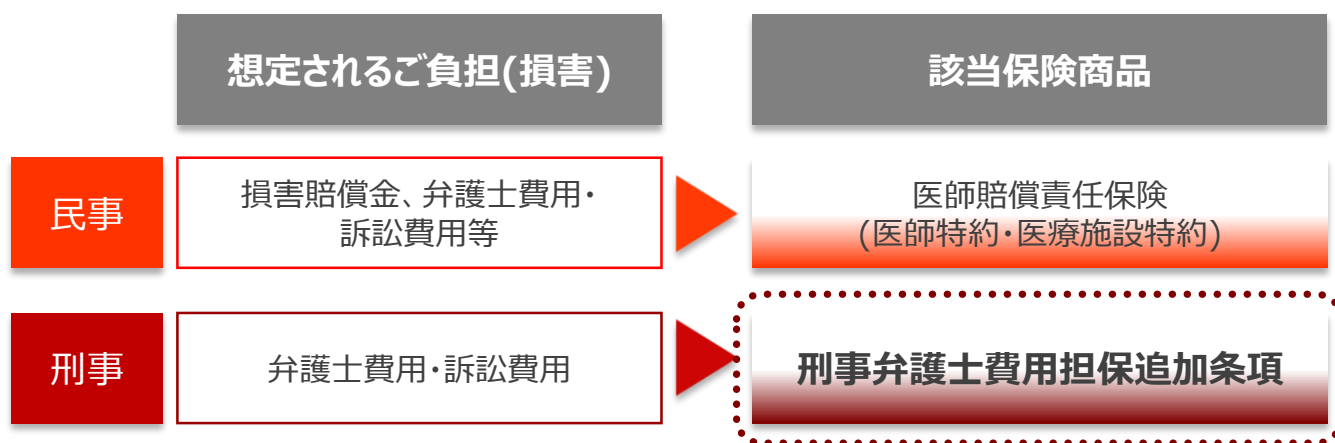 想定されるご負担(損害)
該当保険商品
民事
損害賠償金、弁護士費用・
訴訟費用等
医師賠償責任保険
(医師特約・医療施設特約)
刑事
弁護士費用・訴訟費用
刑事弁護士費用担保追加条項